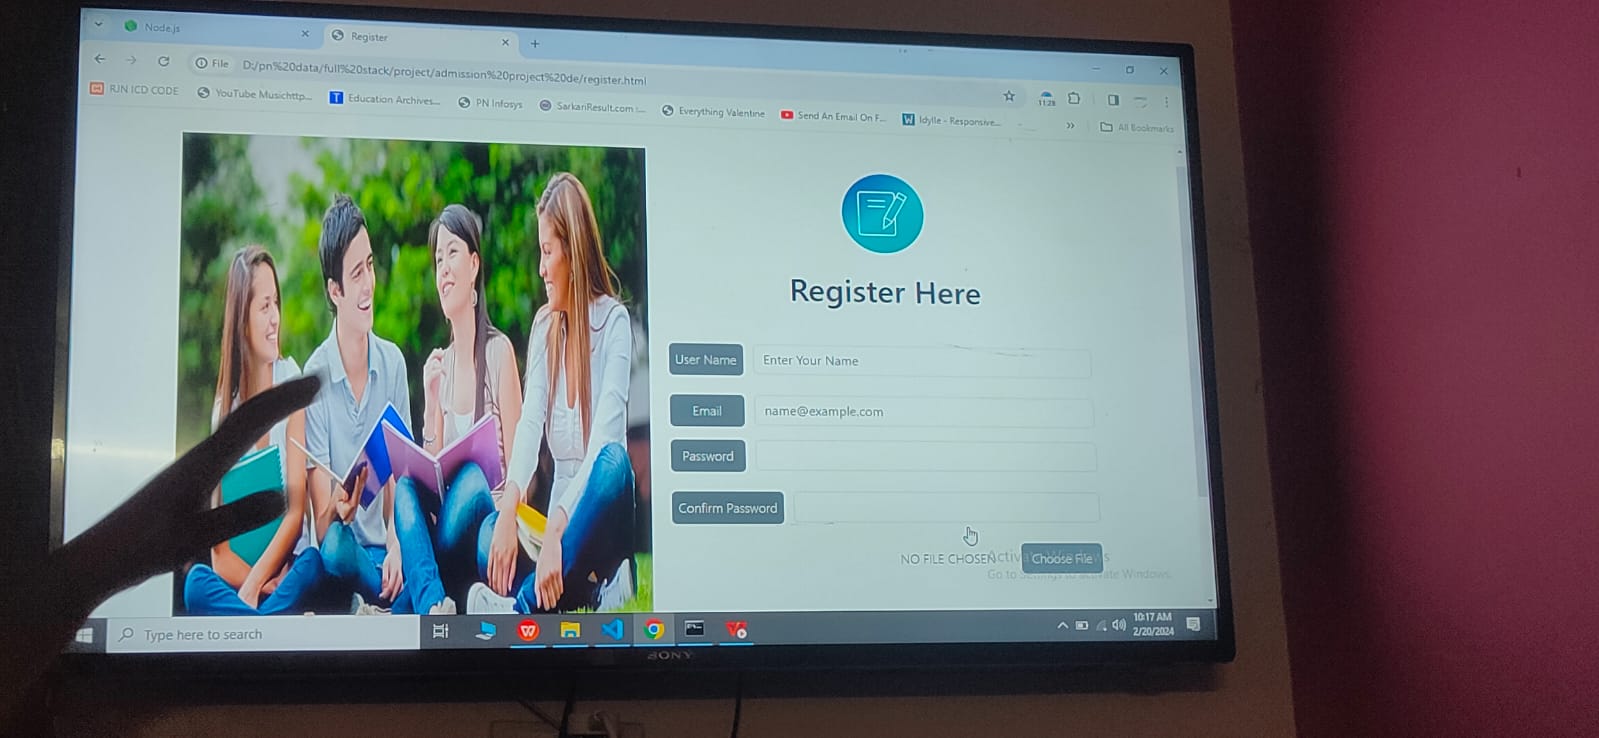 Node.js
Register
File D:/pn%20data/full%20stack/project/admission%20project%20de/register.html
RJN ICD CODE YouTube Musichttp... Education Archives... PN Infosys SarkariResult.com :... Everything Valentine Send An Email On F... Idylle - Responsive... All Bookmarks
11:28
Register Here
User Name Enter Your Name
Email name@example.com
Password
Confirm Password
NO FILE CHOSEN Choose File
Activate Windows
Go to Settings to activate Windows.
Type here to search
10:17 AM
2/20/2024
SONY